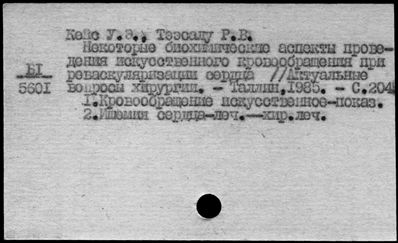 Кейс У.Э., Тээсалу Р.В.
Некоторые биохимические аспекты прове-
дения искусственного кровообращения при
реваскуляризации сердца //Актуальные
вопросы хирургии. - Таллин,1985. - С.204
Ы
5601
1.Кровообращение искусственное-показ.
2.Ишемия сердца-леч.--хир.леч.